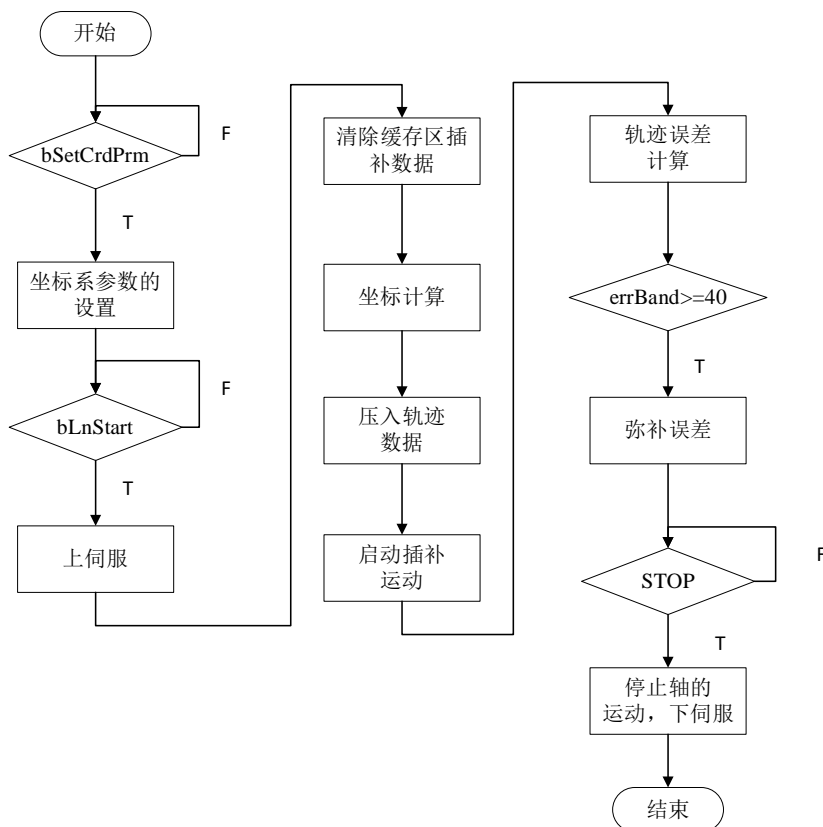 开始
bSetCrdPrm
F
T
坐标系参数的
设置
bLnStart
F
T
上伺服
清除缓存区插
补数据
坐标计算
压入轨迹
数据
启动插补
运动
轨迹误差
计算
errBand>=40
T
弥补误差
STOP
F
T
停止轴的
运动，下伺服
结束